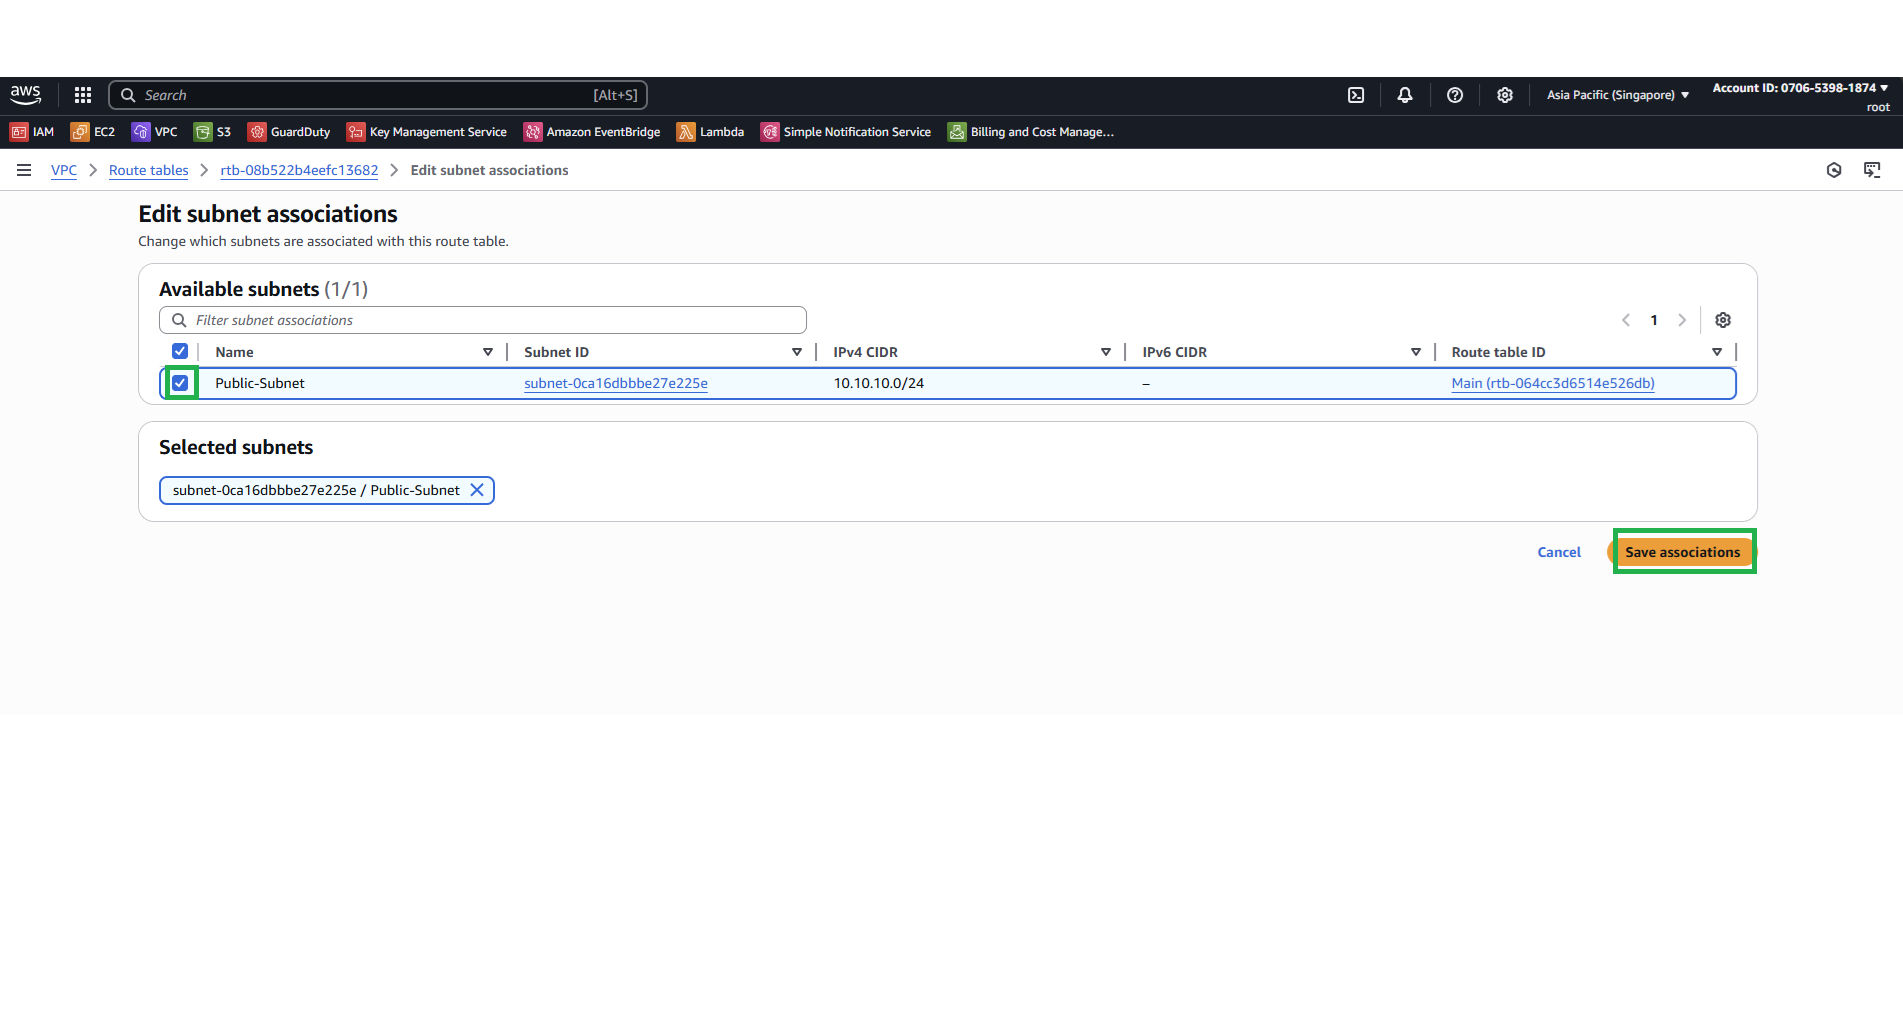 aws
Search [Alt+S]
Asia Pacific (Singapore)
Account ID: 0706-5398-1874
root
IAM EC2 VPC S3 GuardDuty Key Management Service Amazon EventBridge Lambda Simple Notification Service Billing and Cost Manage...
VPC Route tables rtb-08b522b4eefc13682 Edit subnet associations
Edit subnet associations
Change which subnets are associated with this route table.
Available subnets (1/1)
Filter subnet associations
1
Name Subnet ID IPv4 CIDR IPv6 CIDR Route table ID
Public-Subnet subnet-0ca16dbbbe27e225e 10.10.10.0/24 – Main (rtb-064cc3d6514e526db)
Selected subnets
subnet-0ca16dbbbe27e225e / Public-Subnet
Cancel Save associations